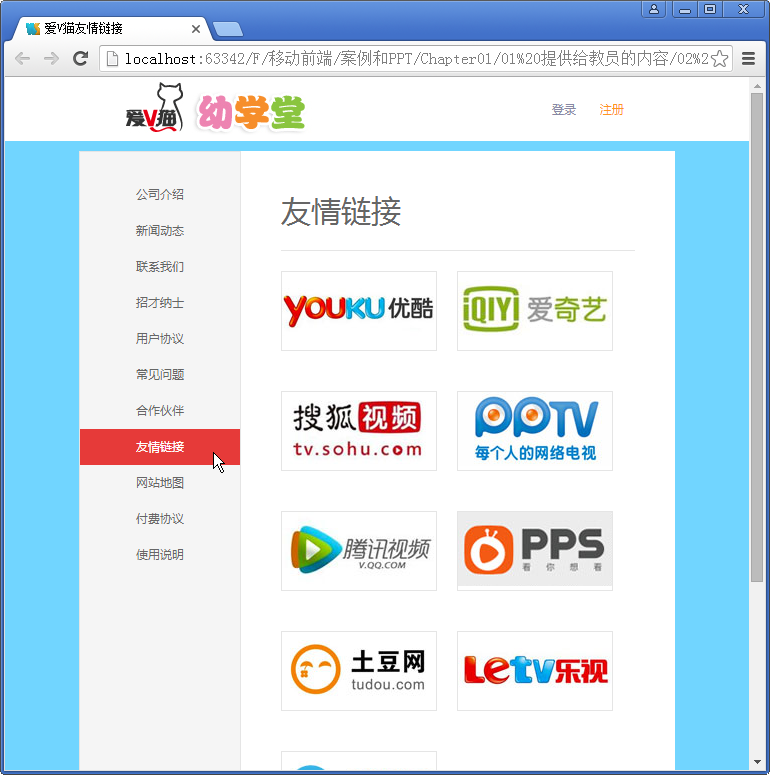 爱V猫友情链接
localhost:63342/F/移动前端/案例和PPT/Chapter01/01%20提供给教员的内容/02%2
爱V猫 幼学堂
登录 注册
公司介绍
新闻动态
联系我们
招才纳士
用户协议
常见问题
合作伙伴
友情链接
网站地图
付费协议
使用说明
友情链接
YOUKU 优酷
iQIYI 爱奇艺
搜狐视频
tv.sohu.com
PPTV
每个人的网络电视
腾讯视频
V.QQ.COM
PPS
看你想看
土豆网
tudou.com
Letv乐视